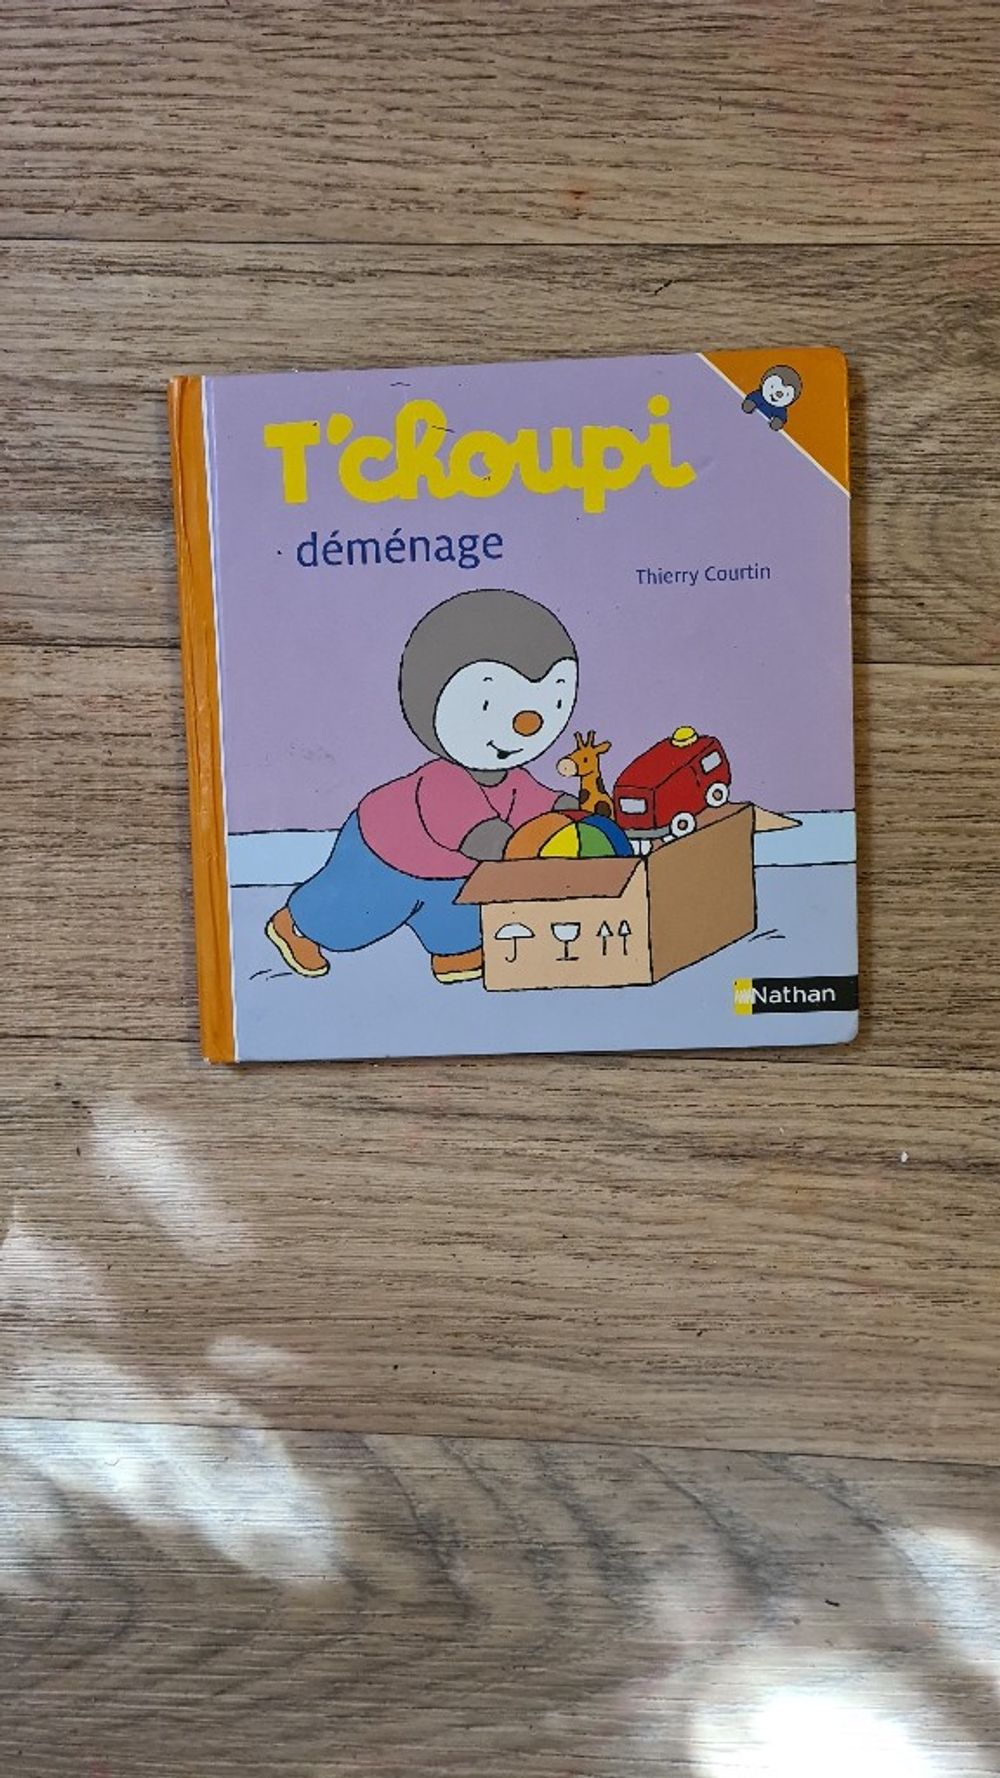 T'choupi
déménage
Thierry Courtin
Nathan